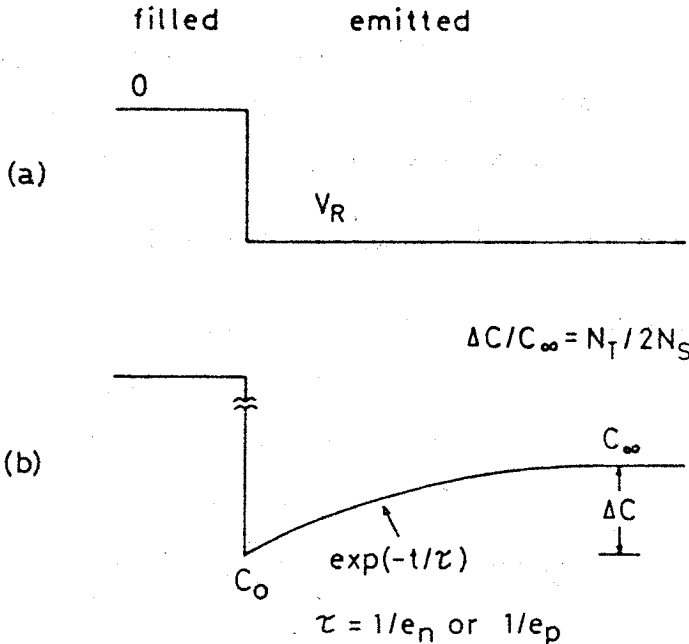 filled emitted
0
(a)
V_R
ΔC/C_∞ = N_T/2N_S
(b)
C_∞
ΔC
exp(-t/τ)
C_0
τ = 1/e_n or 1/e_p